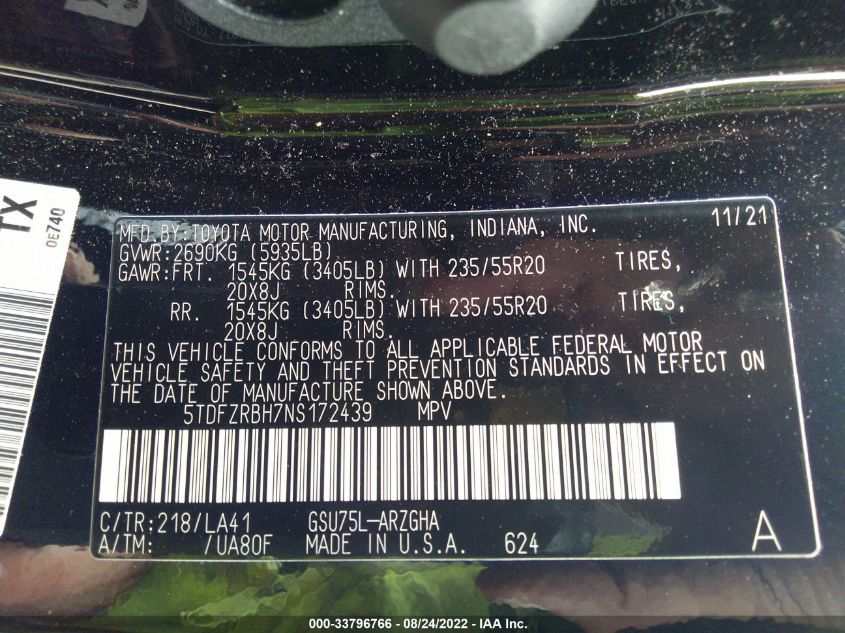 TX
0E740
MFD.BY:TOYOTA MOTOR MANUFACTURING, INDIANA, INC. 11/21
GVWR:2690KG (5935LB)
GAWR:FRT. 1545KG (3405LB) WITH 235/55R20 TIRES,
20X8J RIMS.
RR. 1545KG (3405LB) WITH 235/55R20 TIRES,
20X8J RIMS.
THIS VEHICLE CONFORMS TO ALL APPLICABLE FEDERAL MOTOR
VEHICLE SAFETY AND THEFT PREVENTION STANDARDS IN EFFECT ON
THE DATE OF MANUFACTURE SHOWN ABOVE.
5TDFZRBH7NS172439 MPV
C/TR:218/LA41 GSU75L-ARZGHA
A/TM: /UA80F MADE IN U.S.A. 624 A
000-33796766 - 08/24/2022 - IAA Inc.